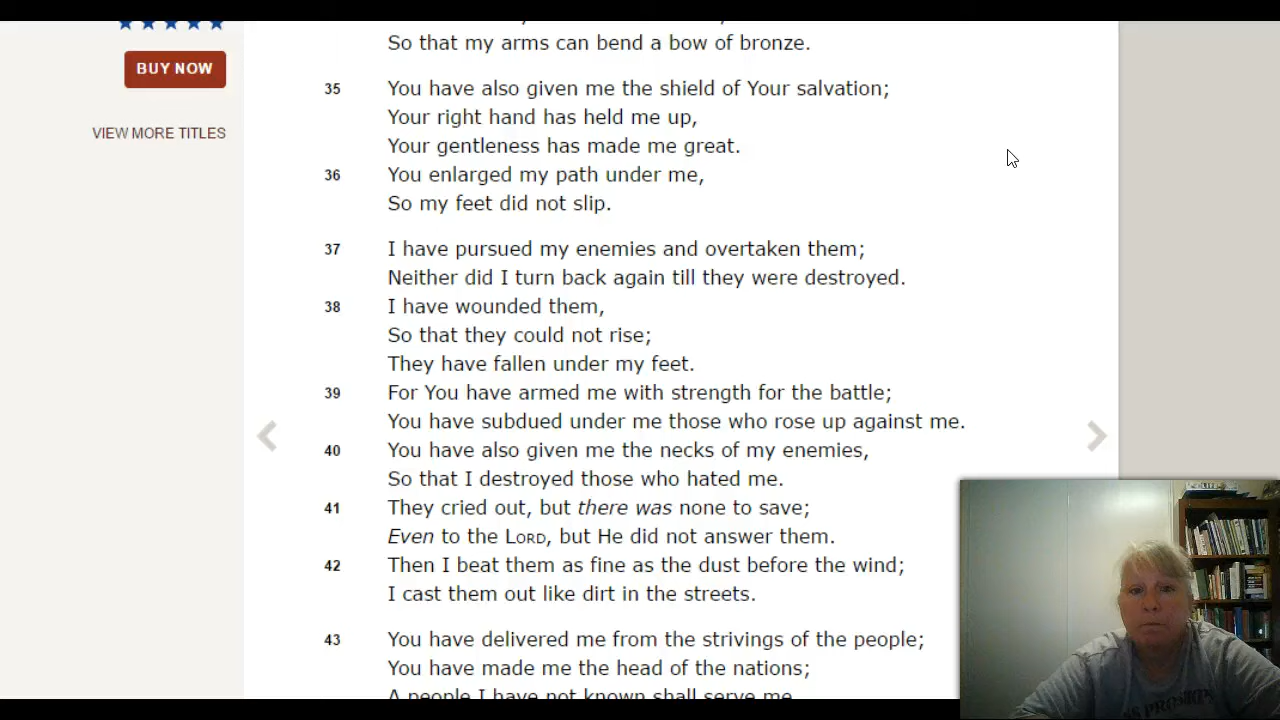 So that my arms can bend a bow of bronze.
BUY NOW
35 You have also given me the shield of Your salvation;
Your right hand has held me up,
VIEW MORE TITLES
Your gentleness has made me great.
36 You enlarged my path under me,
So my feet did not slip.
37 I have pursued my enemies and overtaken them;
Neither did I turn back again till they were destroyed.
38 I have wounded them,
So that they could not rise;
They have fallen under my feet.
39 For You have armed me with strength for the battle;
You have subdued under me those who rose up against me.
40 You have also given me the necks of my enemies,
So that I destroyed those who hated me.
41 They cried out, but there was none to save;
Even to the LORD, but He did not answer them.
42 Then I beat them as fine as the dust before the wind;
I cast them out like dirt in the streets.
43 You have delivered me from the strivings of the people;
You have made me the head of the nations;
A people I have not known shall serve me.